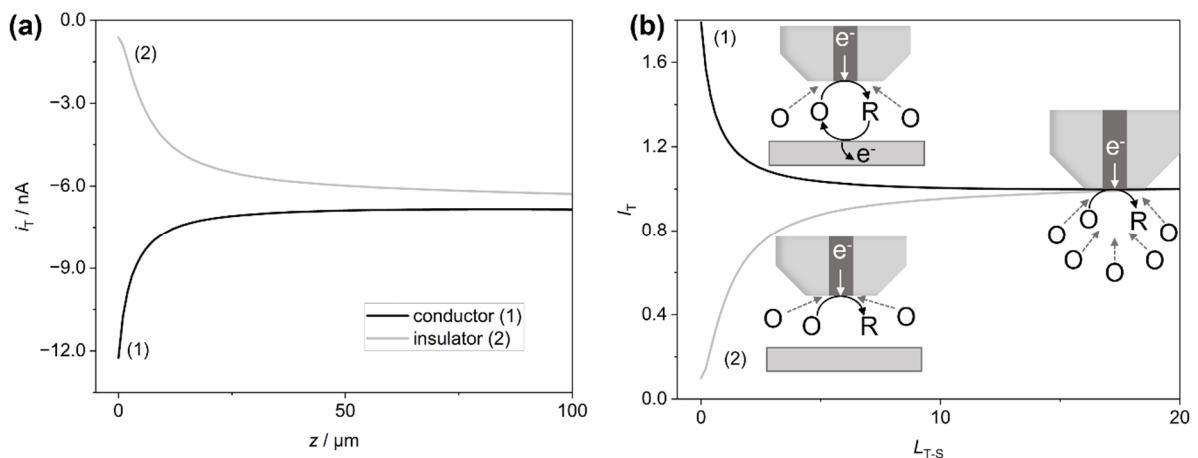 (a)
0.0
−3.0
−6.0
−9.0
−12.0
i_T / nA
(2)
(1)
conductor (1)
insulator (2)
0
50
100
z / µm
(b)
1.6
1.2
0.8
0.4
0.0
I_T
(1)
e⁻
O
O
R
O
e⁻
e⁻
O
R
O
O
O
O
O
e⁻
O
O
R
O
(2)
0
10
20
L_T-S